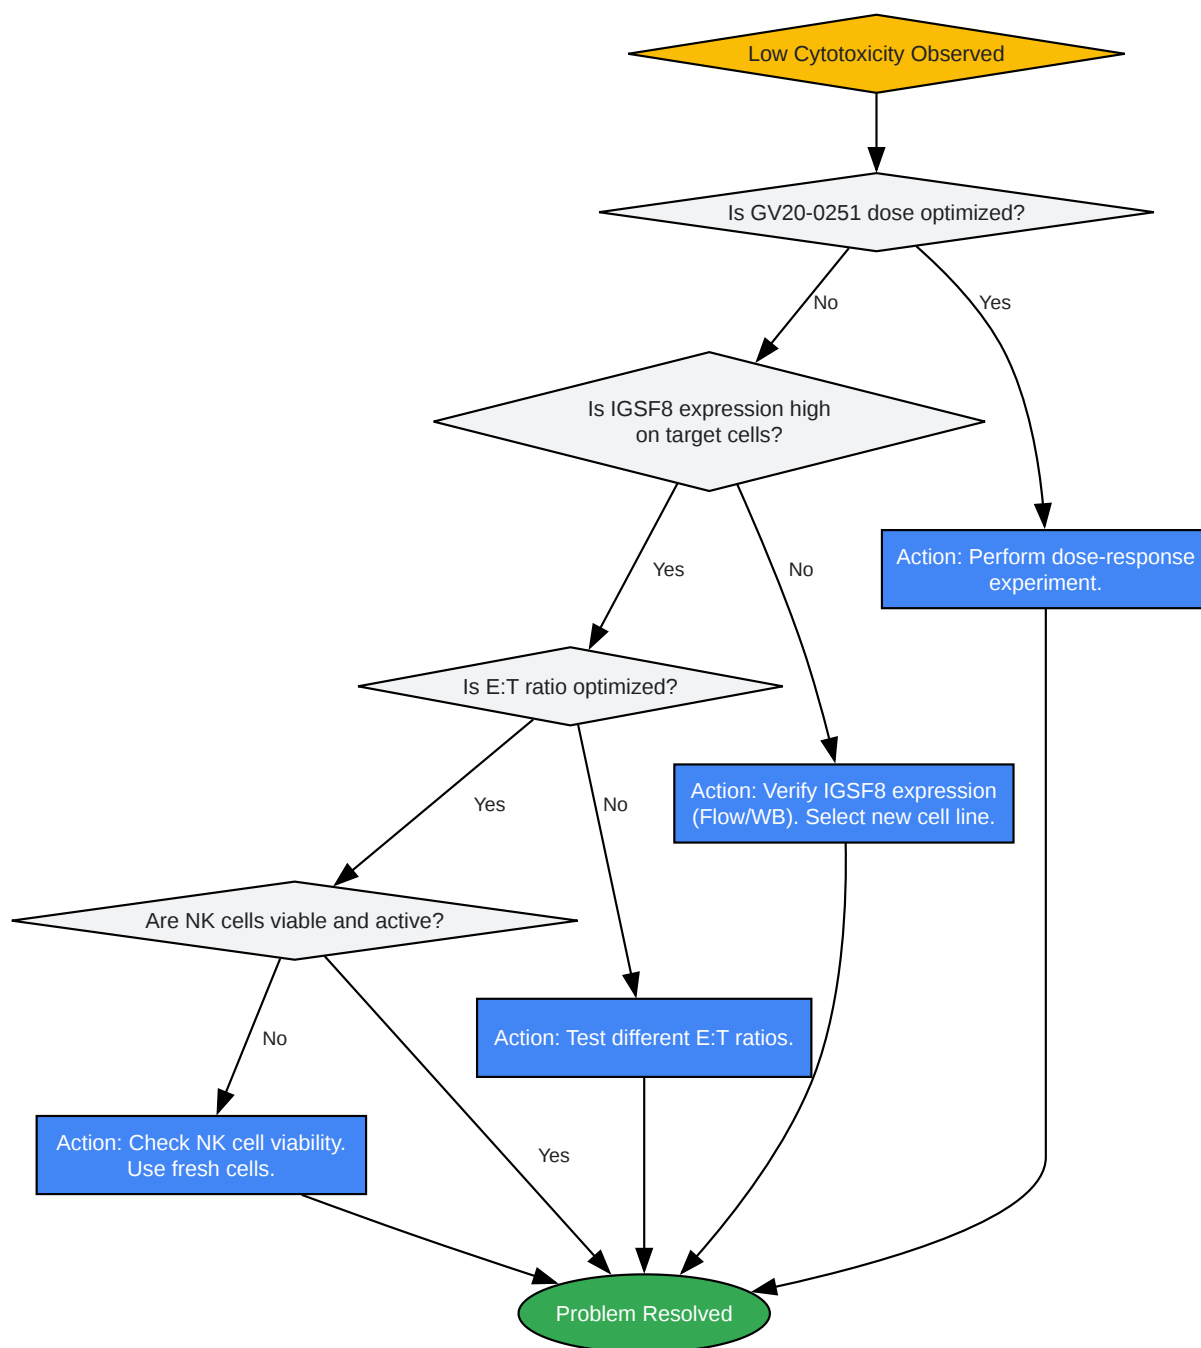 Low Cytotoxicity Observed
Is GV20-0251 dose optimized?
No
Yes
Is IGSF8 expression high
on target cells?
Action: Perform dose-response
experiment.
Yes
No
Is E:T ratio optimized?
Action: Verify IGSF8 expression
(Flow/WB). Select new cell line.
Yes
No
Are NK cells viable and active?
Action: Test different E:T ratios.
No
Yes
Action: Check NK cell viability.
Use fresh cells.
Problem Resolved